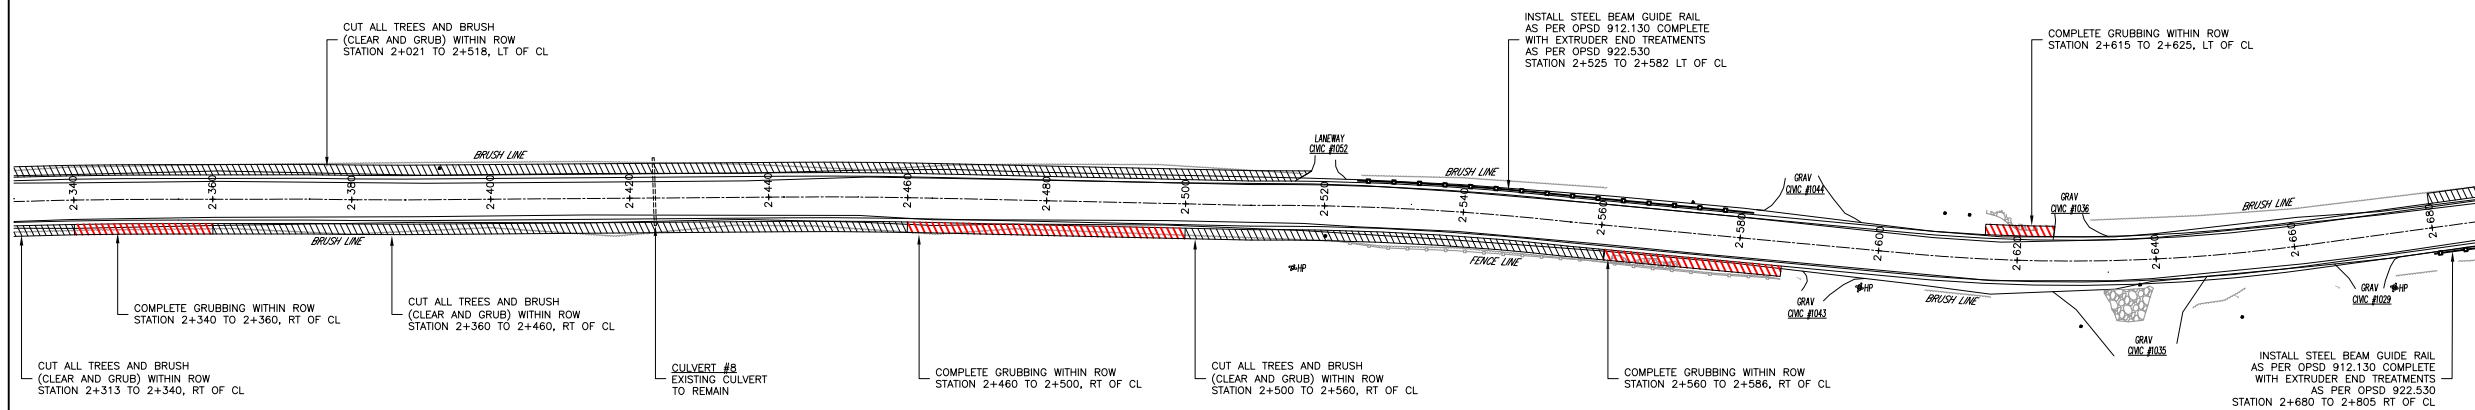 CUT ALL TREES AND BRUSH
(CLEAR AND GRUB) WITHIN ROW
STATION 2+021 TO 2+518, LT OF CL
INSTALL STEEL BEAM GUIDE RAIL
AS PER OPSD 912.130 COMPLETE
WITH EXTRUDER END TREATMENTS
AS PER OPSD 922.530
STATION 2+525 TO 2+582 LT OF CL
COMPLETE GRUBBING WITHIN ROW
STATION 2+615 TO 2+625, LT OF CL
BRUSH LINE
LANEWAY
CIVIC #1052
BRUSH LINE
GRAV
CIVIC #1044
GRAV
CIVIC #1036
BRUSH LINE
2+340
2+360
2+380
2+400
2+420
2+440
2+460
2+480
2+500
2+520
2+540
2+560
2+580
2+600
2+620
2+640
2+660
2+680
BRUSH LINE
HP
FENCE LINE
GRAV
CIVIC #1043
HP
BRUSH LINE
GRAV
CIVIC #1035
GRAV
CIVIC #1029
HP
CUT ALL TREES AND BRUSH
(CLEAR AND GRUB) WITHIN ROW
STATION 2+313 TO 2+340, RT OF CL
COMPLETE GRUBBING WITHIN ROW
STATION 2+340 TO 2+360, RT OF CL
CUT ALL TREES AND BRUSH
(CLEAR AND GRUB) WITHIN ROW
STATION 2+360 TO 2+460, RT OF CL
CULVERT #8
EXISTING CULVERT
TO REMAIN
COMPLETE GRUBBING WITHIN ROW
STATION 2+460 TO 2+500, RT OF CL
CUT ALL TREES AND BRUSH
(CLEAR AND GRUB) WITHIN ROW
STATION 2+500 TO 2+560, RT OF CL
COMPLETE GRUBBING WITHIN ROW
STATION 2+560 TO 2+586, RT OF CL
INSTALL STEEL BEAM GUIDE RAIL
AS PER OPSD 912.130 COMPLETE
WITH EXTRUDER END TREATMENTS
AS PER OPSD 922.530
STATION 2+680 TO 2+805 RT OF CL